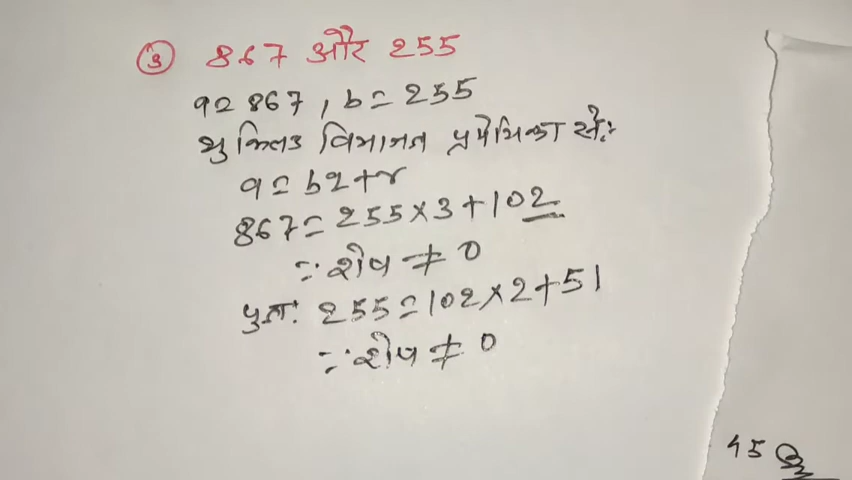 ③ 867 और 255
a = 867, b = 255
युक्लिड विभाजन प्रमेयिका से:
a = bq + r
867 = 255 × 3 + 102
∵ शेष ≠ 0
पुनः 255 = 102 × 2 + 51
∵ शेष ≠ 0
45